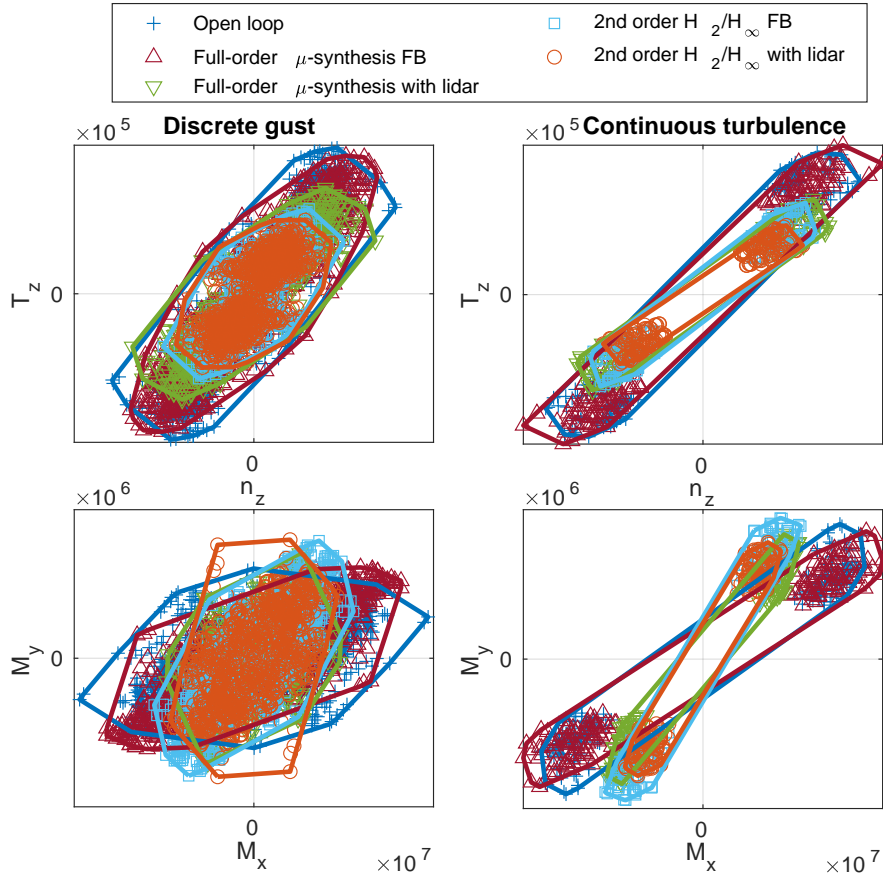 Open loop
Full-order μ-synthesis FB
Full-order μ-synthesis with lidar
2nd order H 2/H ∞ FB
2nd order H 2/H ∞ with lidar
×10 5 Discrete gust
T z
0
0
n z
×10 5 Continuous turbulence
T z
0
0
n z
×10 6
M y
0
0
M x
×10 7
×10 6
M y
0
0
M x
×10 7